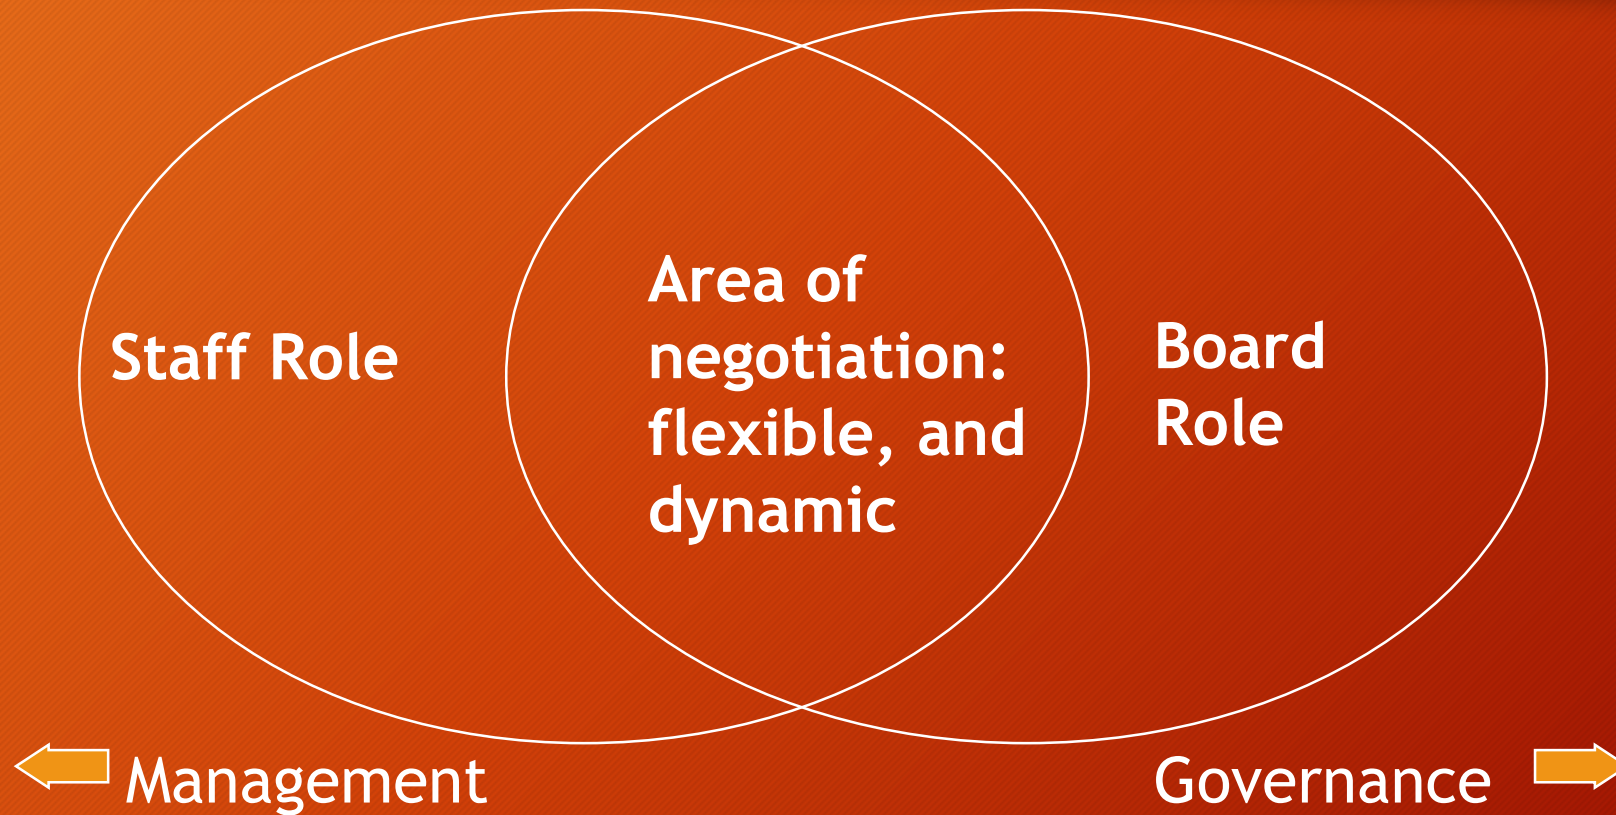 Staff Role
Area of
negotiation:
flexible, and
dynamic
Board
Role
Management
Governance